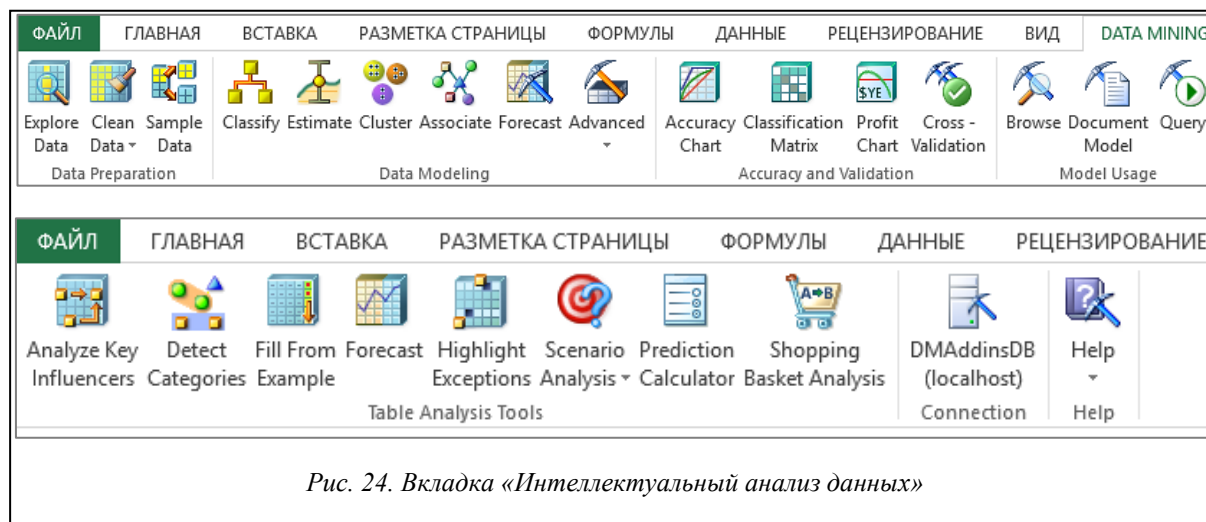 ФАЙЛ ГЛАВНАЯ ВСТАВКА РАЗМЕТКА СТРАНИЦЫ ФОРМУЛЫ ДАННЫЕ РЕЦЕНЗИРОВАНИЕ ВИД DATA MINING
$YE
Explore Clean Sample Classify Estimate Cluster Associate Forecast Advanced Accuracy Classification Profit Cross - Browse Document Query
Data Data Data Chart Matrix Chart Validation Model
Data Preparation Data Modeling Accuracy and Validation Model Usage
ФАЙЛ ГЛАВНАЯ ВСТАВКА РАЗМЕТКА СТРАНИЦЫ ФОРМУЛЫ ДАННЫЕ РЕЦЕНЗИРОВАНИЕ
A B
?
Analyze Key Detect Fill From Forecast Highlight Scenario Prediction Shopping DMAddinsDB Help
Influencers Categories Example Exceptions Analysis Calculator Basket Analysis (localhost)
Table Analysis Tools Connection Help
Рис. 24. Вкладка «Интеллектуальный анализ данных»